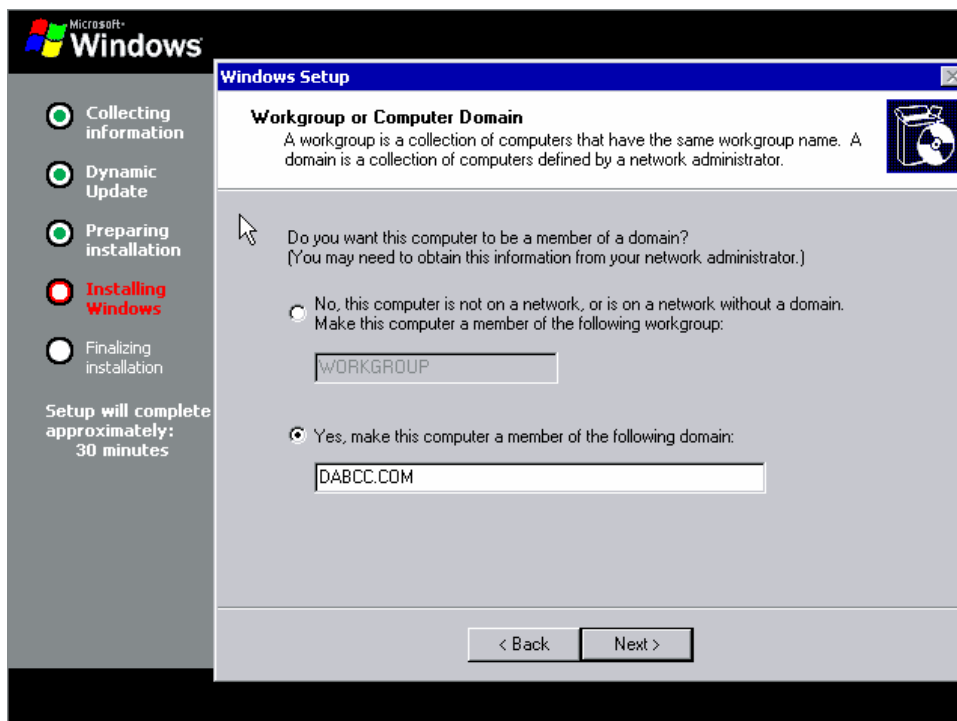 Microsoft
Windows
Collecting
information
Dynamic
Update
Preparing
installation
Installing
Windows
Finalizing
installation
Setup will complete
approximately:
30 minutes
Windows Setup
Workgroup or Computer Domain
A workgroup is a collection of computers that have the same workgroup name. A
domain is a collection of computers defined by a network administrator.
Do you want this computer to be a member of a domain?
(You may need to obtain this information from your network administrator.)
No, this computer is not on a network, or is on a network without a domain.
Make this computer a member of the following workgroup:
WORKGROUP
Yes, make this computer a member of the following domain:
DABCC.COM
< Back
Next >